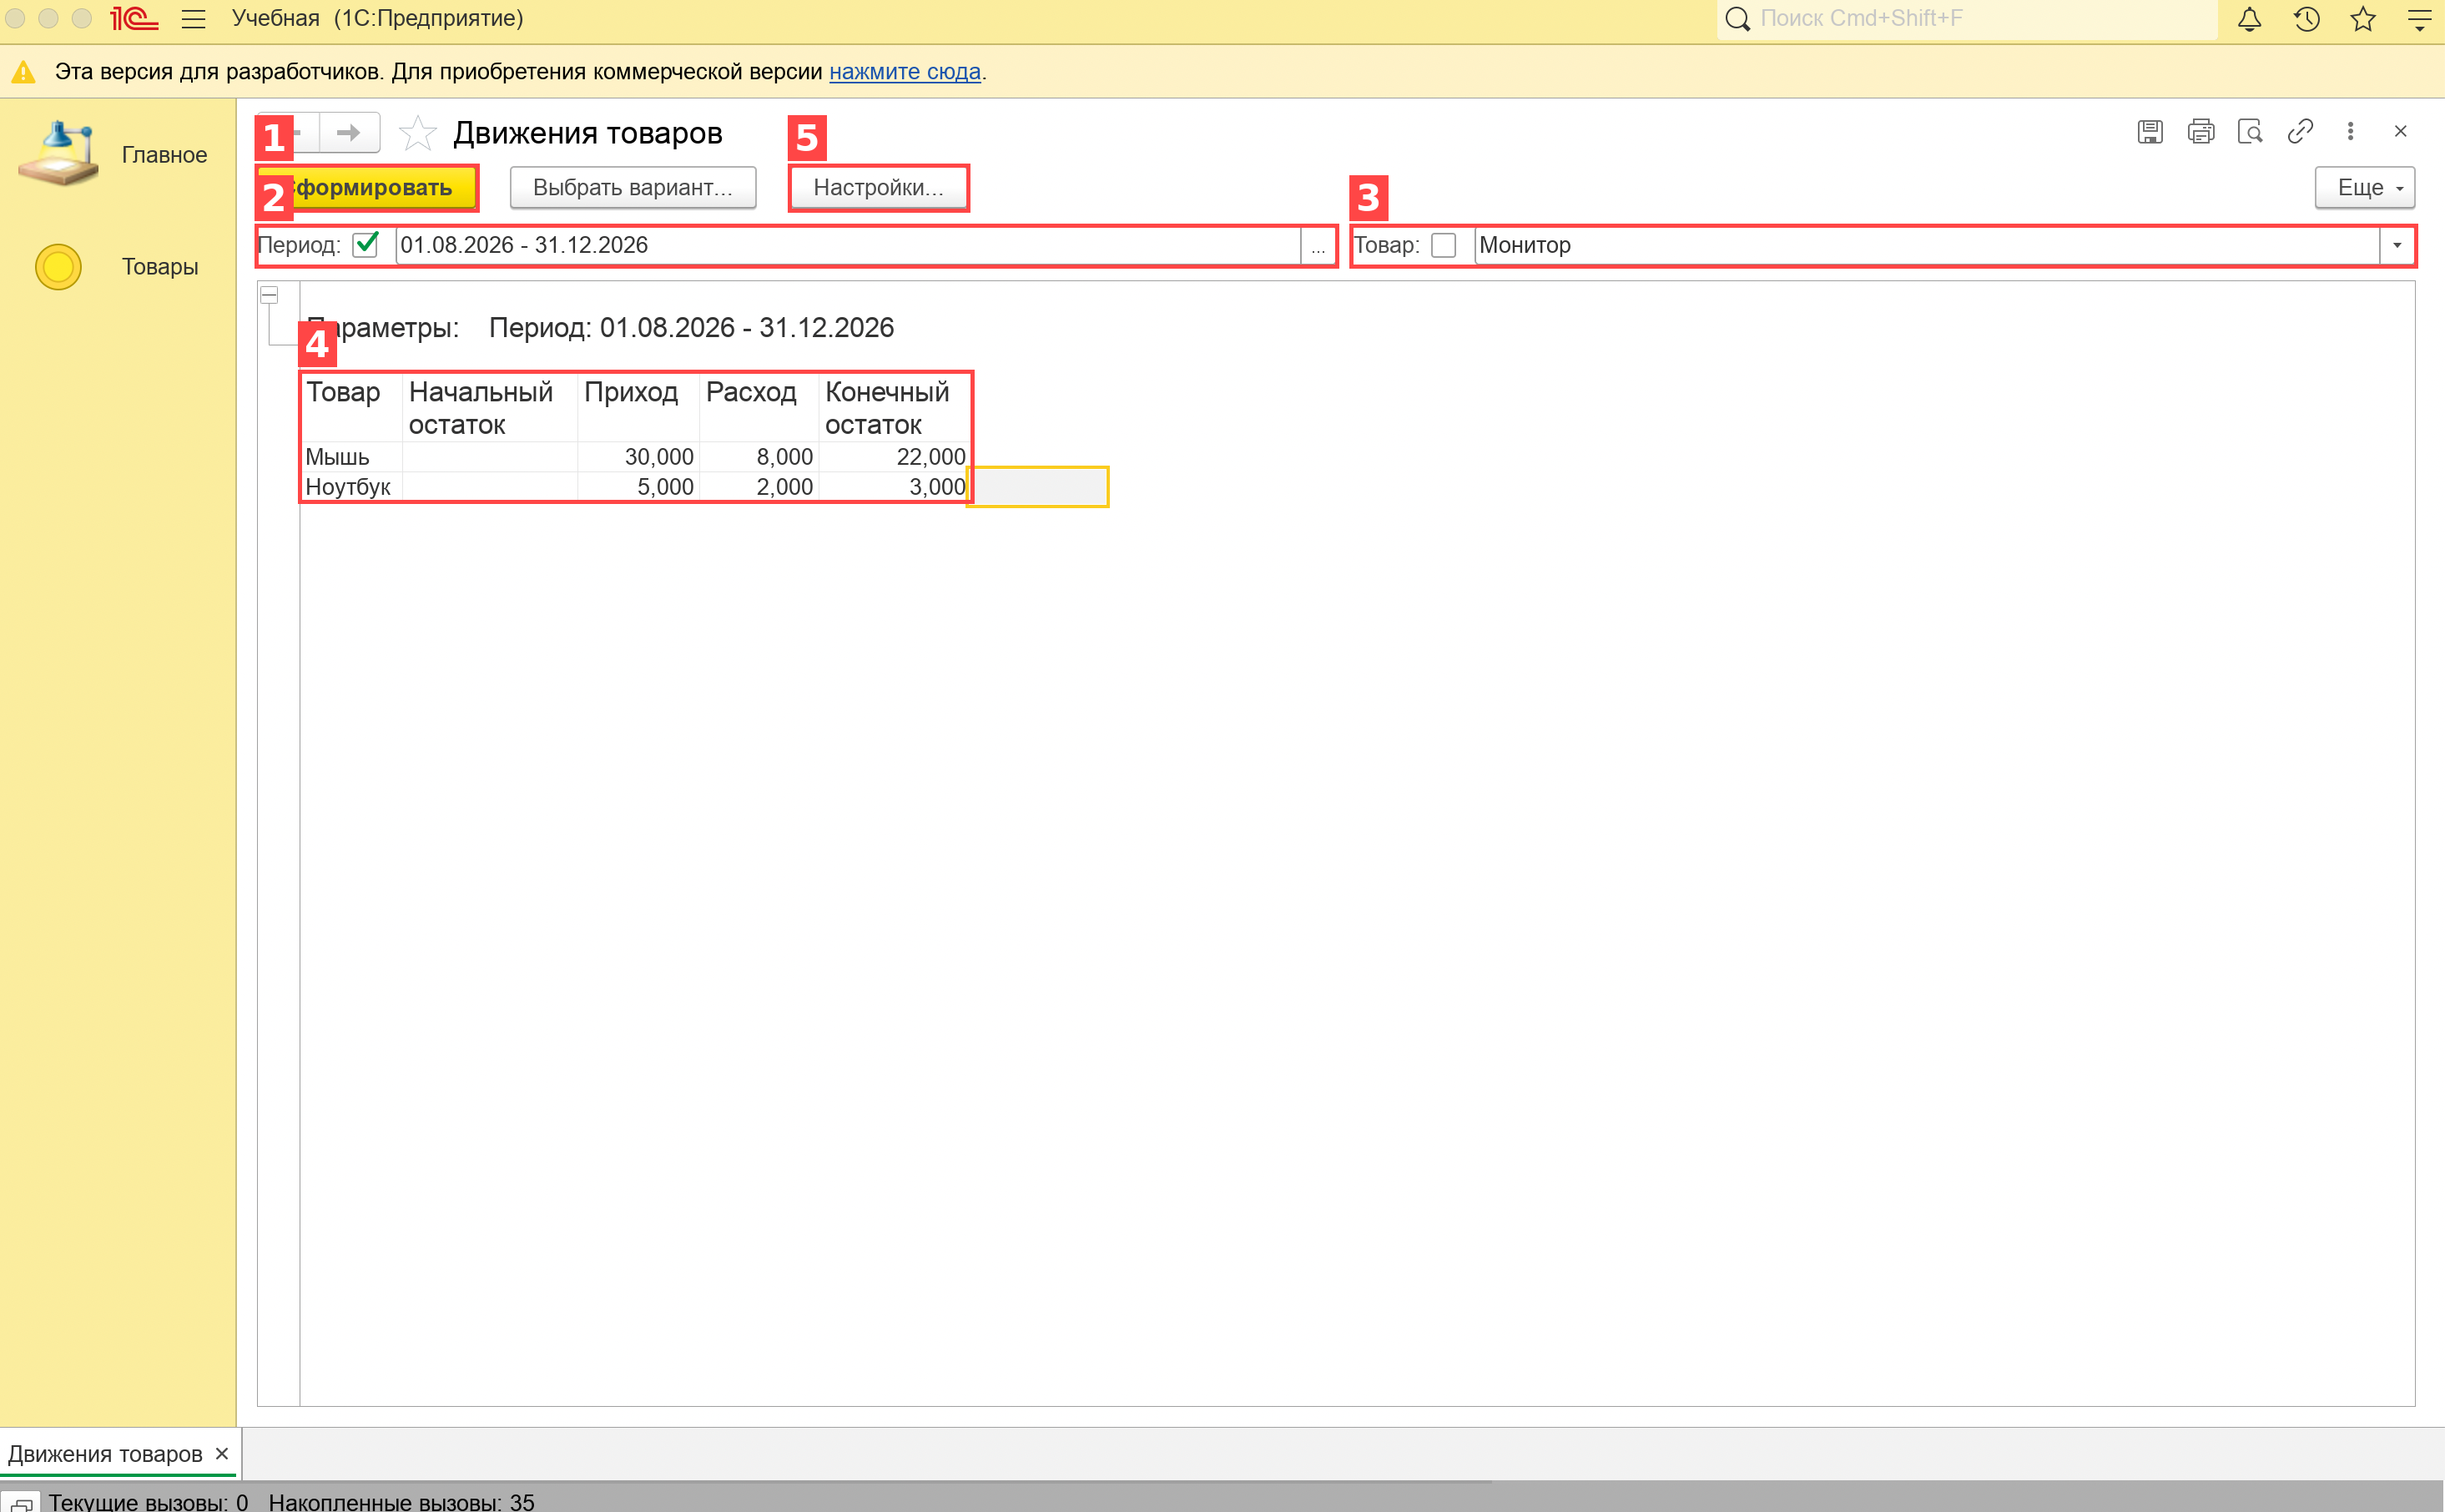 1С Учебная (1С:Предприятие) Поиск Cmd+Shift+F
Эта версия для разработчиков. Для приобретения коммерческой версии нажмите сюда.
Главное
Товары
1 Движения товаров 5
2 формировать Выбрать вариант... Настройки... 3 Еще
Период: 01.08.2026 - 31.12.2026 ... Товар: Монитор
4 араметры: Период: 01.08.2026 - 31.12.2026
Товар Начальный остаток Приход Расход Конечный остаток
Мышь 30,000 8,000 22,000
Ноутбук 5,000 2,000 3,000
Движения товаров ×
Текущие вызовы: 0 Накопленные вызовы: 35